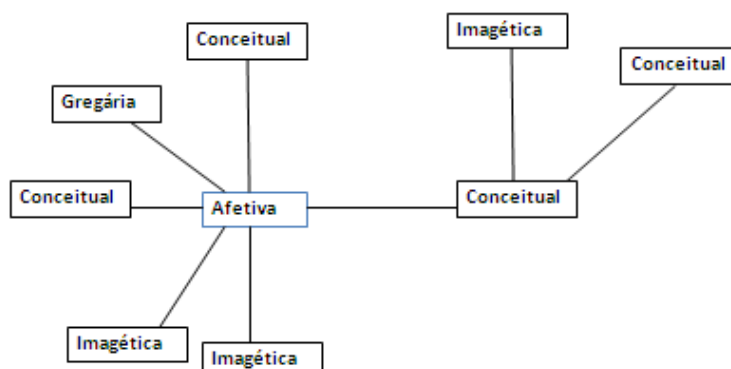 Imagética
Conceitual
Conceitual
Gregária
Conceitual
Afetiva
Conceitual
Imagética
Imagética